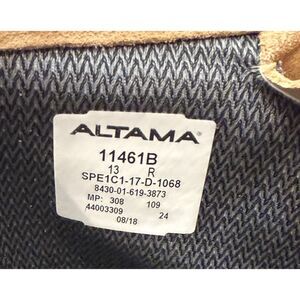 ALTAMA
11461B
13 R
SPE1C1-17-D-1068
8430-01-619-3873
MP: 308 109
44003309 24
08/18